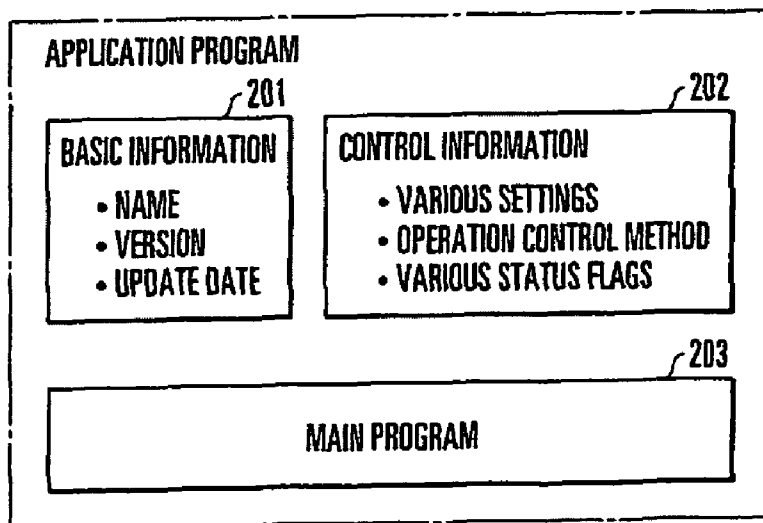 APPLICATION PROGRAM
201
BASIC INFORMATION
• NAME
• VERSION
• UPDATE DATE
202
CONTROL INFORMATION
• VARIOUS SETTINGS
• OPERATION CONTROL METHOD
• VARIOUS STATUS FLAGS
203
MAIN PROGRAM